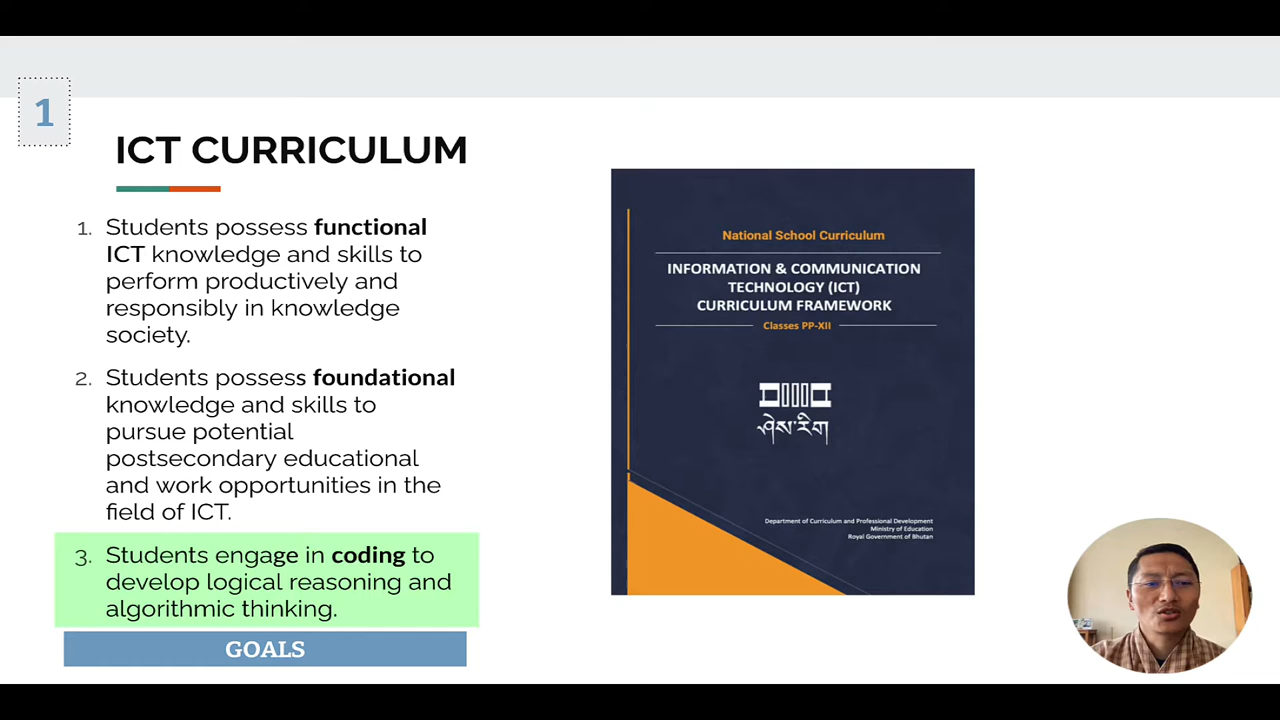 1
ICT CURRICULUM
1. Students possess functional
ICT knowledge and skills to
perform productively and
responsibly in knowledge
society.
2. Students possess foundational
knowledge and skills to
pursue potential
postsecondary educational
and work opportunities in the
field of ICT.
3. Students engage in coding to
develop logical reasoning and
algorithmic thinking.
GOALS
National School Curriculum
INFORMATION & COMMUNICATION
TECHNOLOGY (ICT)
CURRICULUM FRAMEWORK
Classes PP-XII
ཤེས་རིག
Department of Curriculum and Professional Development
Ministry of Education
Royal Government of Bhutan